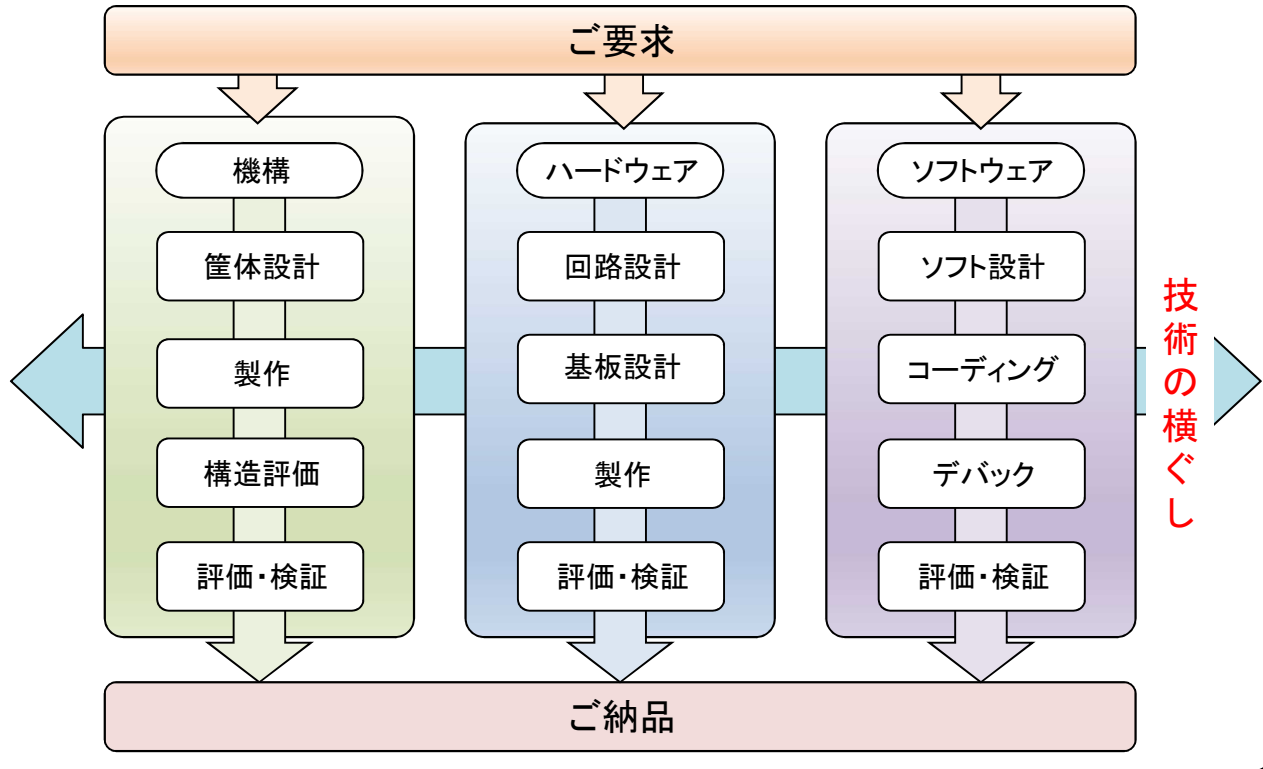 ご要求
機構
筐体設計
製作
構造評価
評価・検証
ハードウェア
回路設計
基板設計
製作
評価・検証
ソフトウェア
ソフト設計
コーディング
デバック
評価・検証
技術の横ぐし
ご納品